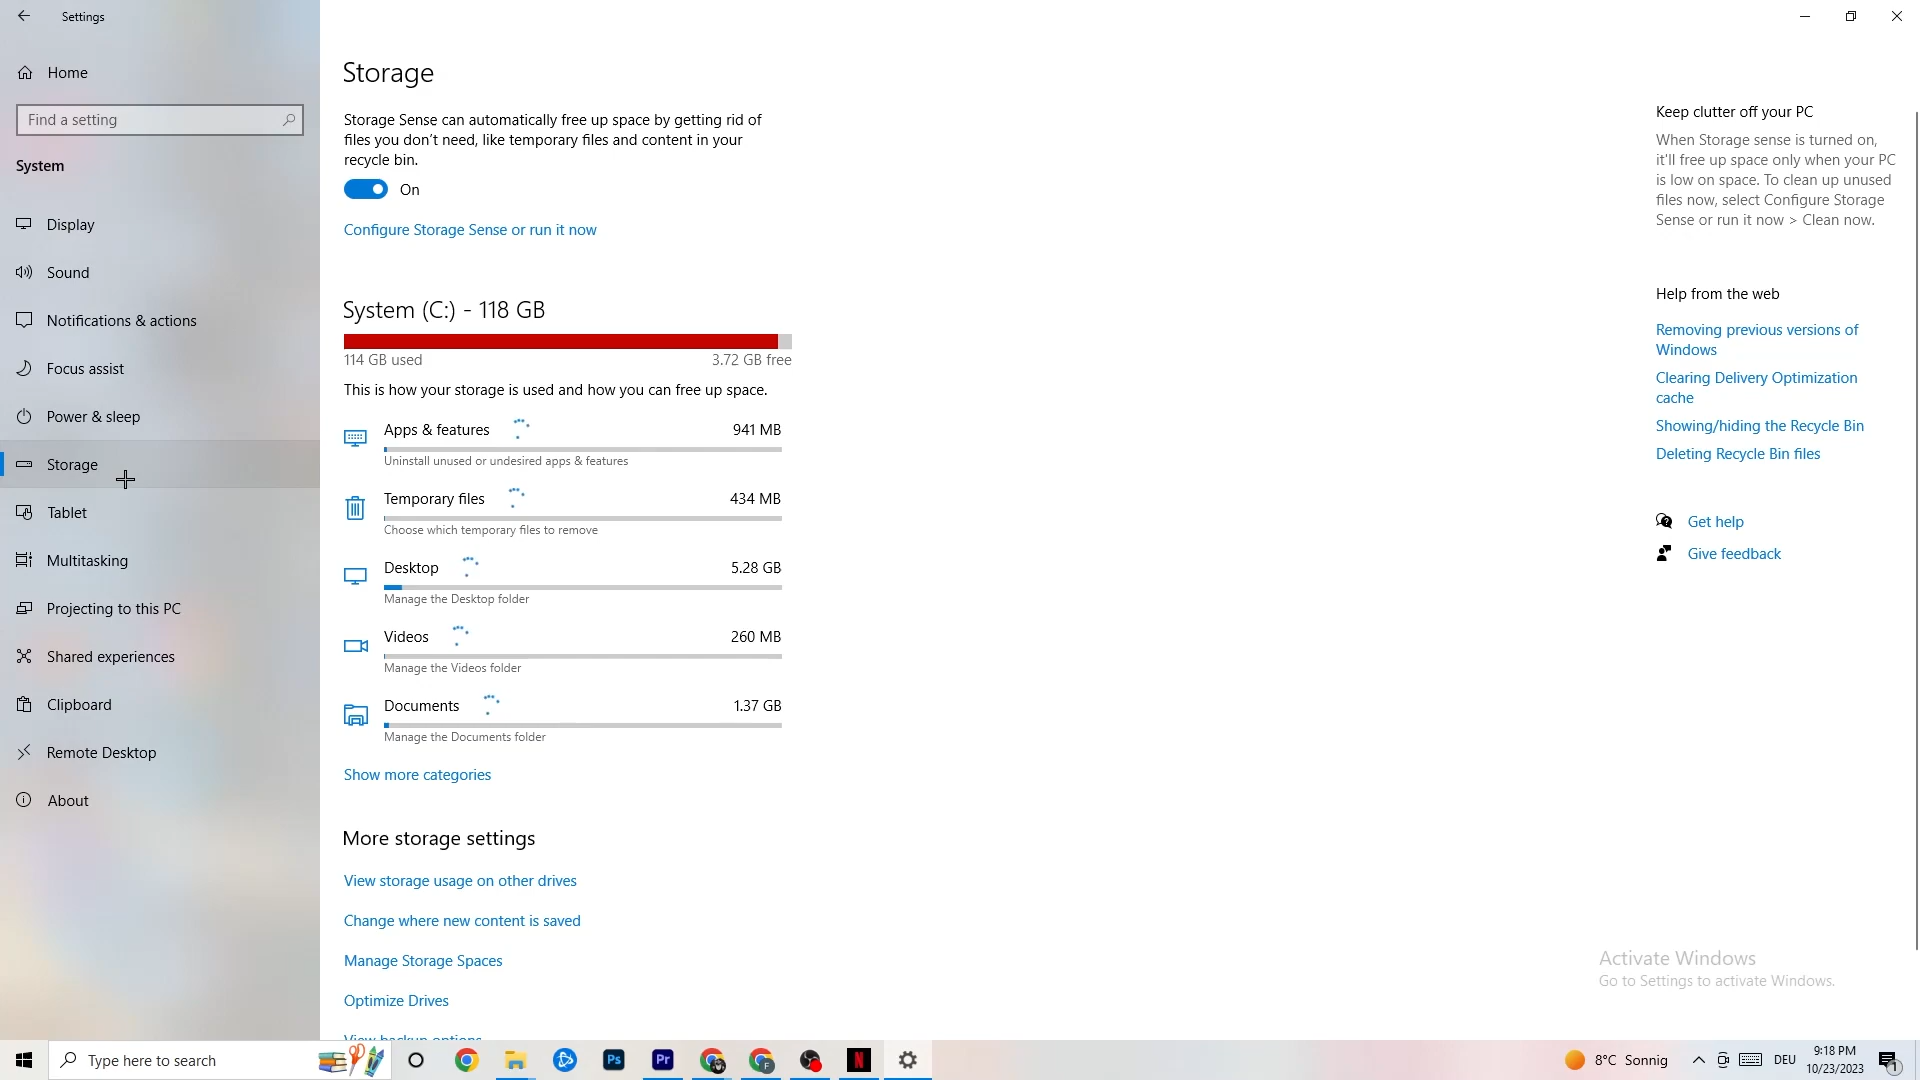 Settings
Home
Find a setting
System
Display
Sound
Notifications & actions
Focus assist
Power & sleep
Storage
Tablet
Multitasking
Projecting to this PC
Shared experiences
Clipboard
Remote Desktop
About
Storage
Storage Sense can automatically free up space by getting rid of
files you don't need, like temporary files and content in your
recycle bin.
On
Configure Storage Sense or run it now
System (C:) - 118 GB
114 GB used 3.72 GB free
This is how your storage is used and how you can free up space.
Apps & features 941 MB
Uninstall unused or undesired apps & features
Temporary files 434 MB
Choose which temporary files to remove
Desktop 5.28 GB
Manage the Desktop folder
Videos 260 MB
Manage the Videos folder
Documents 1.37 GB
Manage the Documents folder
Show more categories
More storage settings
View storage usage on other drives
Change where new content is saved
Manage Storage Spaces
Optimize Drives
View backup options
Keep clutter off your PC
When Storage sense is turned on,
it'll free up space only when your PC
is low on space. To clean up unused
files now, select Configure Storage
Sense or run it now > Clean now.
Help from the web
Removing previous versions of
Windows
Clearing Delivery Optimization
cache
Showing/hiding the Recycle Bin
Deleting Recycle Bin files
Get help
Give feedback
Activate Windows
Go to Settings to activate Windows.
Type here to search
Ps
Pr
F
N
8°C Sonnig
DEU
9:18 PM
10/23/2023
1